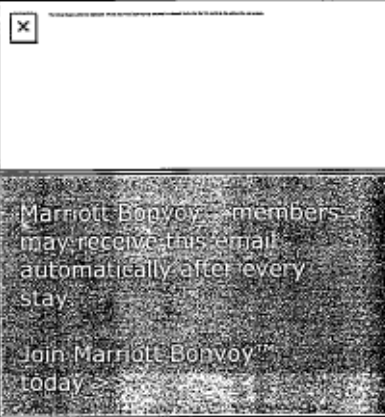 Marriott Bonvoy™ members
may receive this email
automatically after every
stay.
Join Marriott Bonvoy™
today >